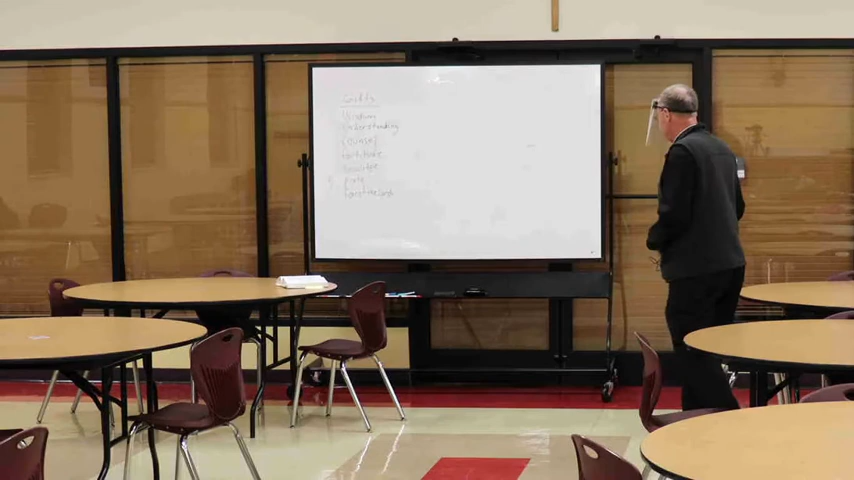 Gifts
Wisdom
Understanding
Counsel
Fortitude
Knowledge
Piety